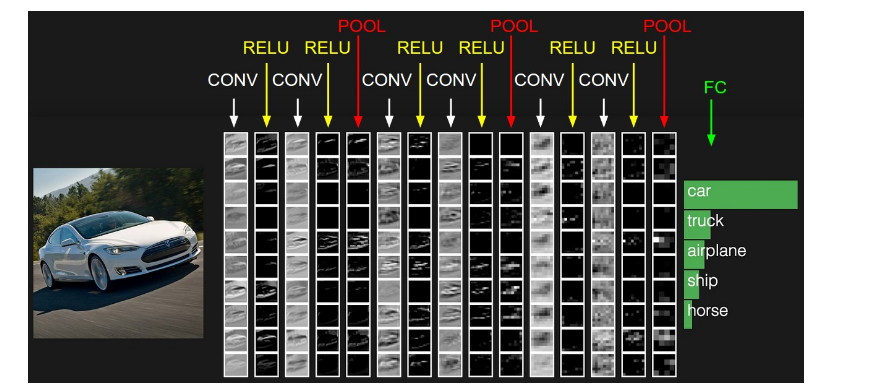 POOL POOL POOL
RELU RELU RELU RELU RELU RELU
CONV CONV CONV CONV CONV CONV
FC
car
truck
airplane
ship
horse